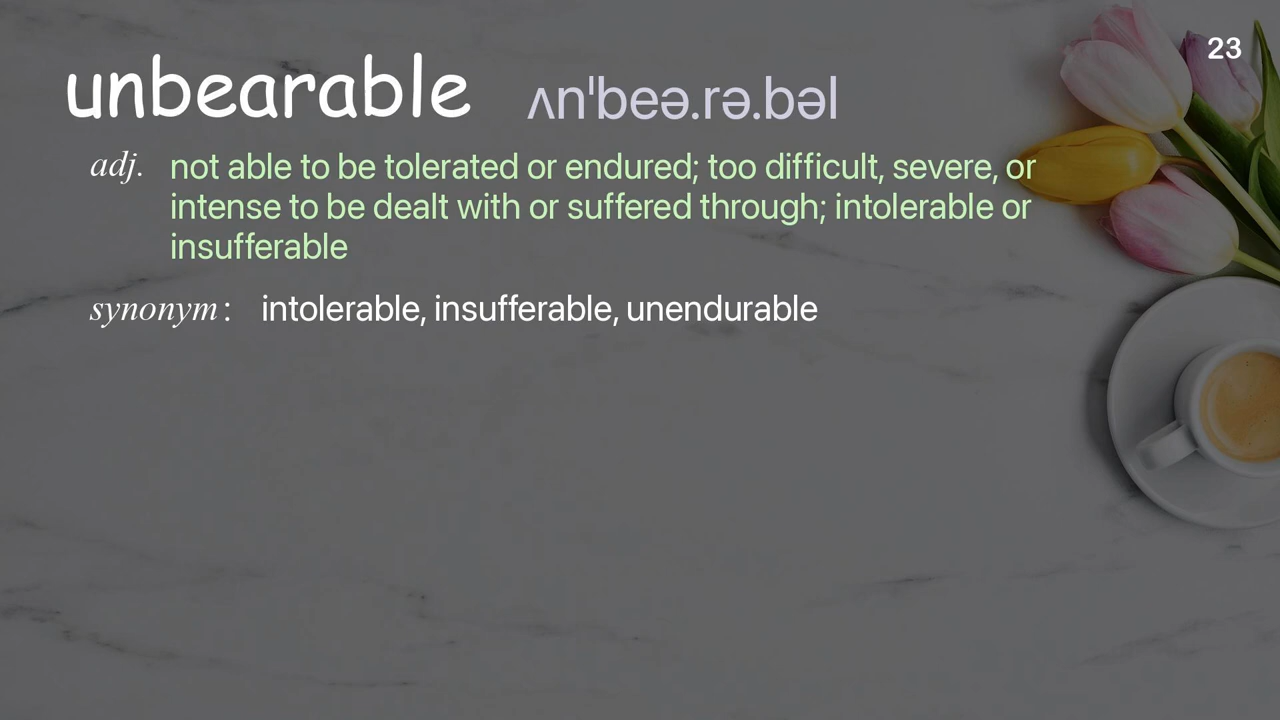 23
unbearable ʌnˈbeə.rə.bəl
adj. not able to be tolerated or endured; too difficult, severe, or
intense to be dealt with or suffered through; intolerable or
insufferable
synonym: intolerable, insufferable, unendurable